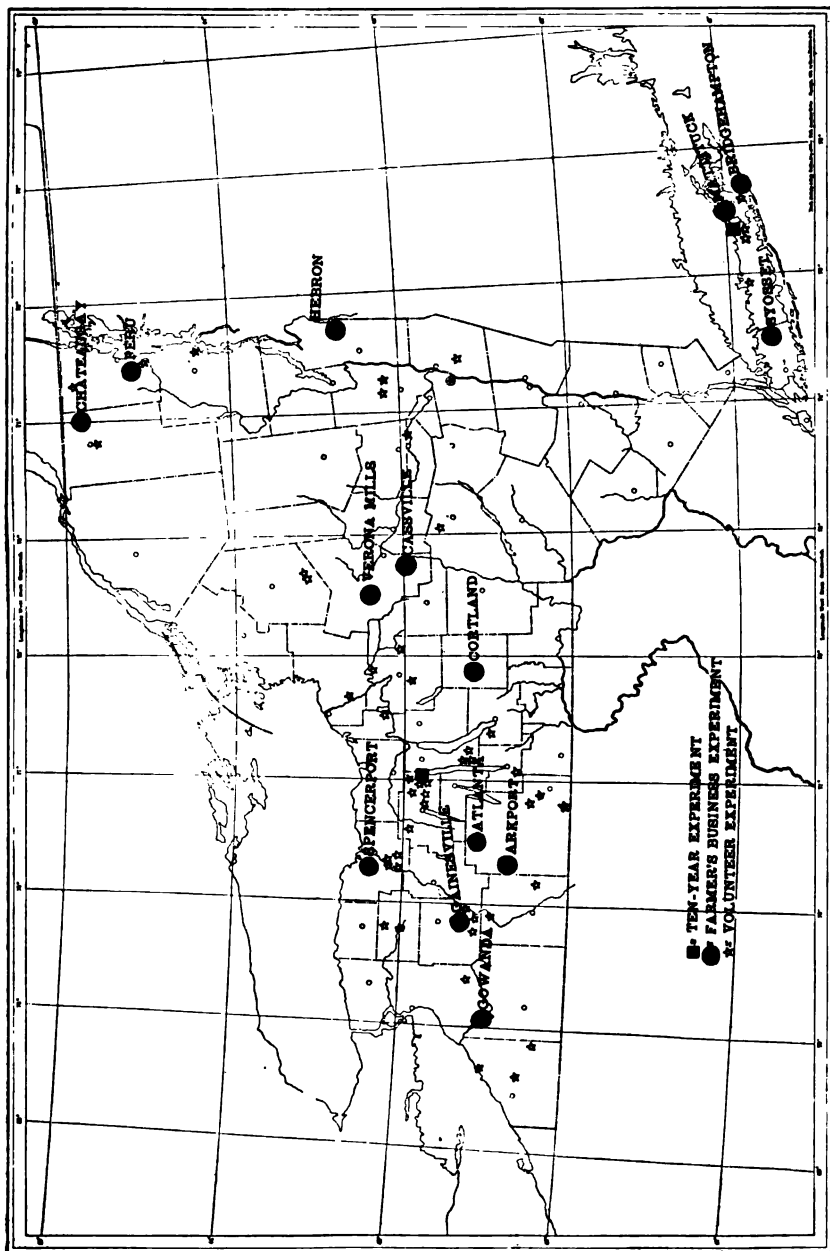 CHATEAUGAY
PERU
HEBRON
VERONA MILLS
CASSVILLE
CORTLAND
SPENCERPORT
GAINESVILLE
ATLANTA
ARKPORT
GOWANDA
MATTITUCK
BRIDGEHAMPTON
SYOSSET
TEN-YEAR EXPERIMENT
FARMER'S BUSINESS EXPERIMENT
VOLUNTEER EXPERIMENT